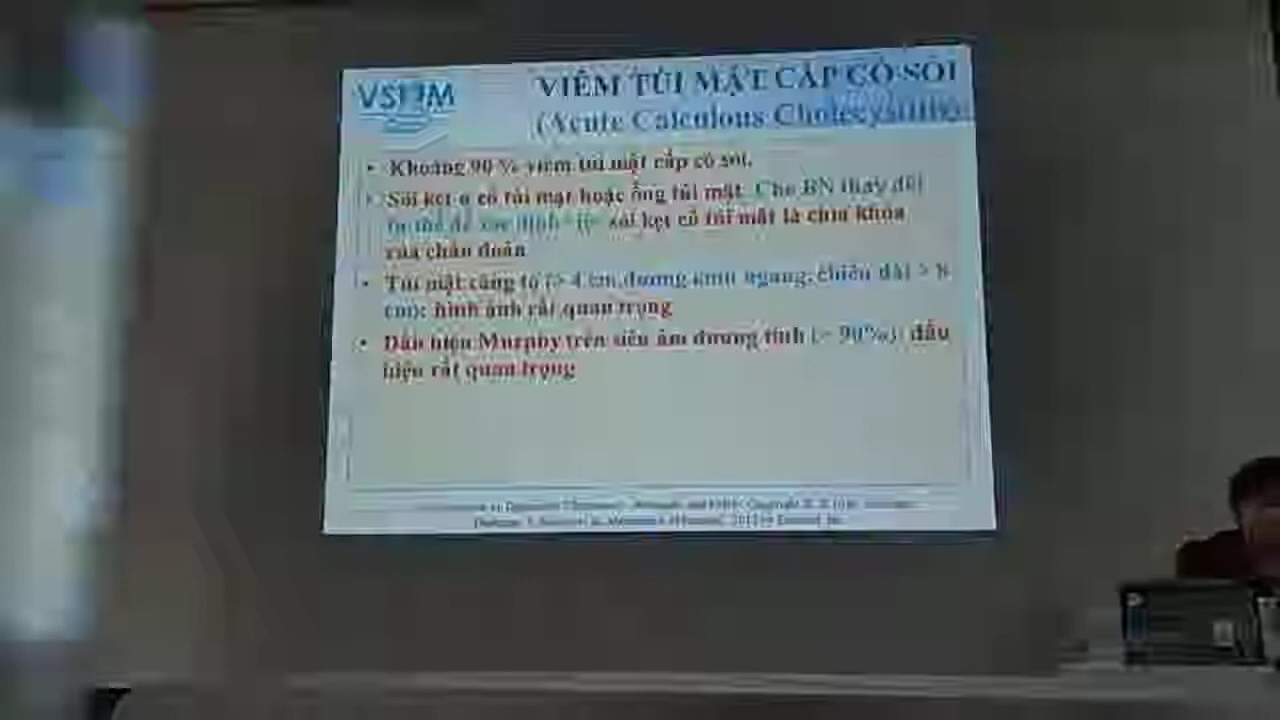 VIÊM TÚI MẬT CẤP CÓ SỎI
(Acute Calculous Cholecystitis)
• Khoảng 90 % viêm túi mật cấp có sỏi.
• Sỏi kẹt ở cổ túi mật hoặc ống túi mật. Cho BN thay đổi
tư thế để xác định sỏi kẹt cổ túi mật là chìa khóa
của chẩn đoán
• Túi mật căng to (> 4 cm đường kính ngang, chiều dài > 8
cm): hình ảnh rất quan trọng
• Dấu hiệu Murphy trên siêu âm dương tính (> 90%): dấu
hiệu rất quan trọng